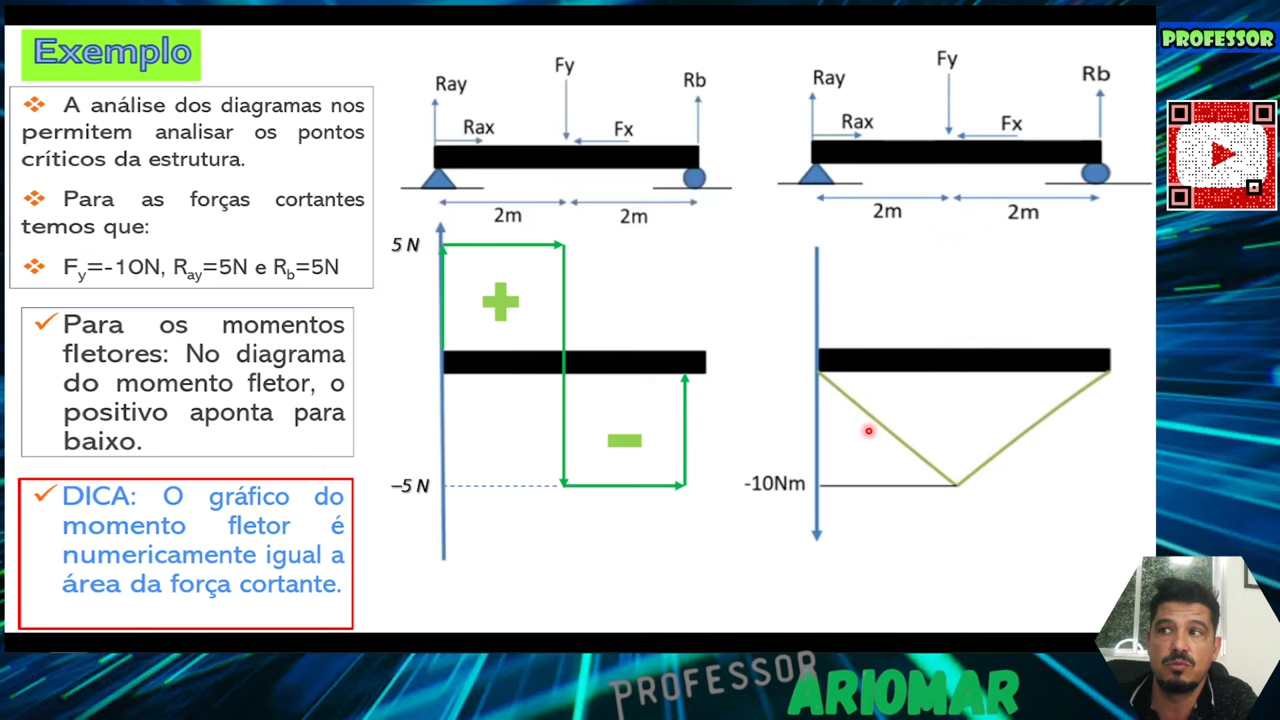 Exemplo
A análise dos diagramas nos
permitem analisar os pontos
críticos da estrutura.
Para as forças cortantes
temos que:
Fy=-10N, Ray=5N e Rb=5N
Para os momentos
fletores: No diagrama
do momento fletor, o
positivo aponta para
baixo.
DICA: O gráfico do
momento fletor é
numericamente igual a
área da força cortante.
Ray
Rax
Fy
Fx
Rb
2m
2m
5 N
–5 N
Ray
Rax
Fy
Fx
Rb
2m
2m
-10Nm
PROFESSOR
PROFESSOR
ARIOMAR